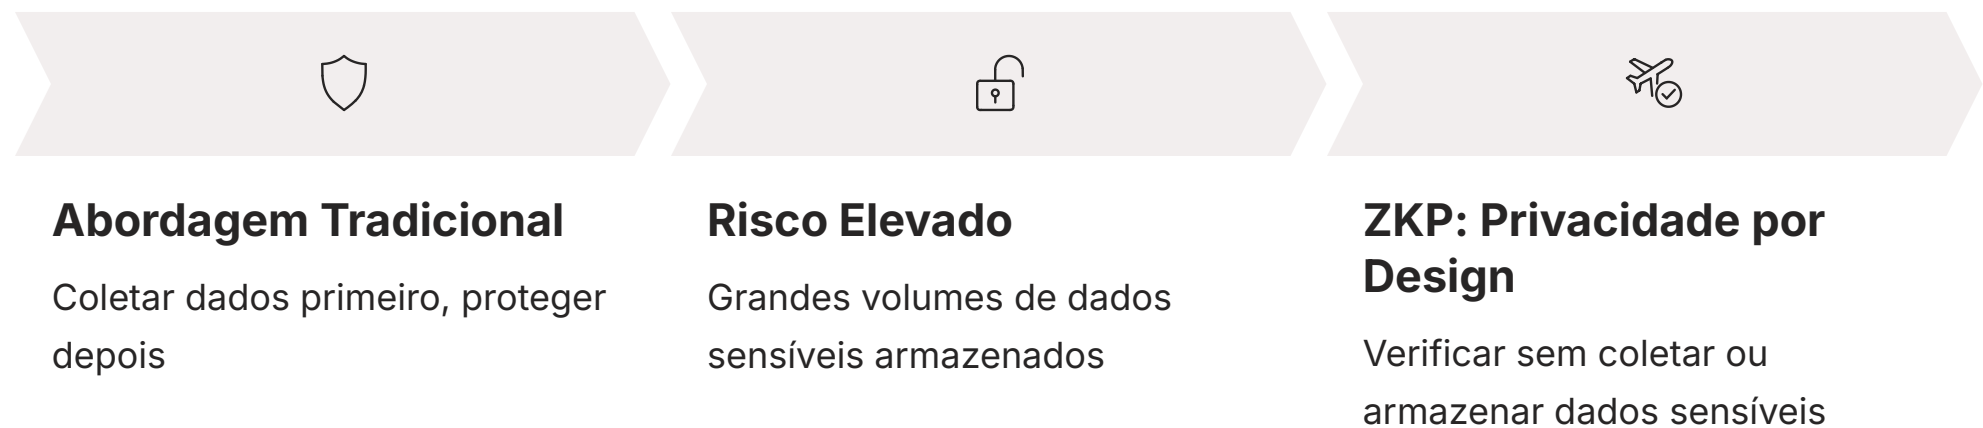 Abordagem Tradicional
Coletar dados primeiro, proteger
depois
Risco Elevado
Grandes volumes de dados
sensíveis armazenados
ZKP: Privacidade por
Design
Verificar sem coletar ou
armazenar dados sensíveis